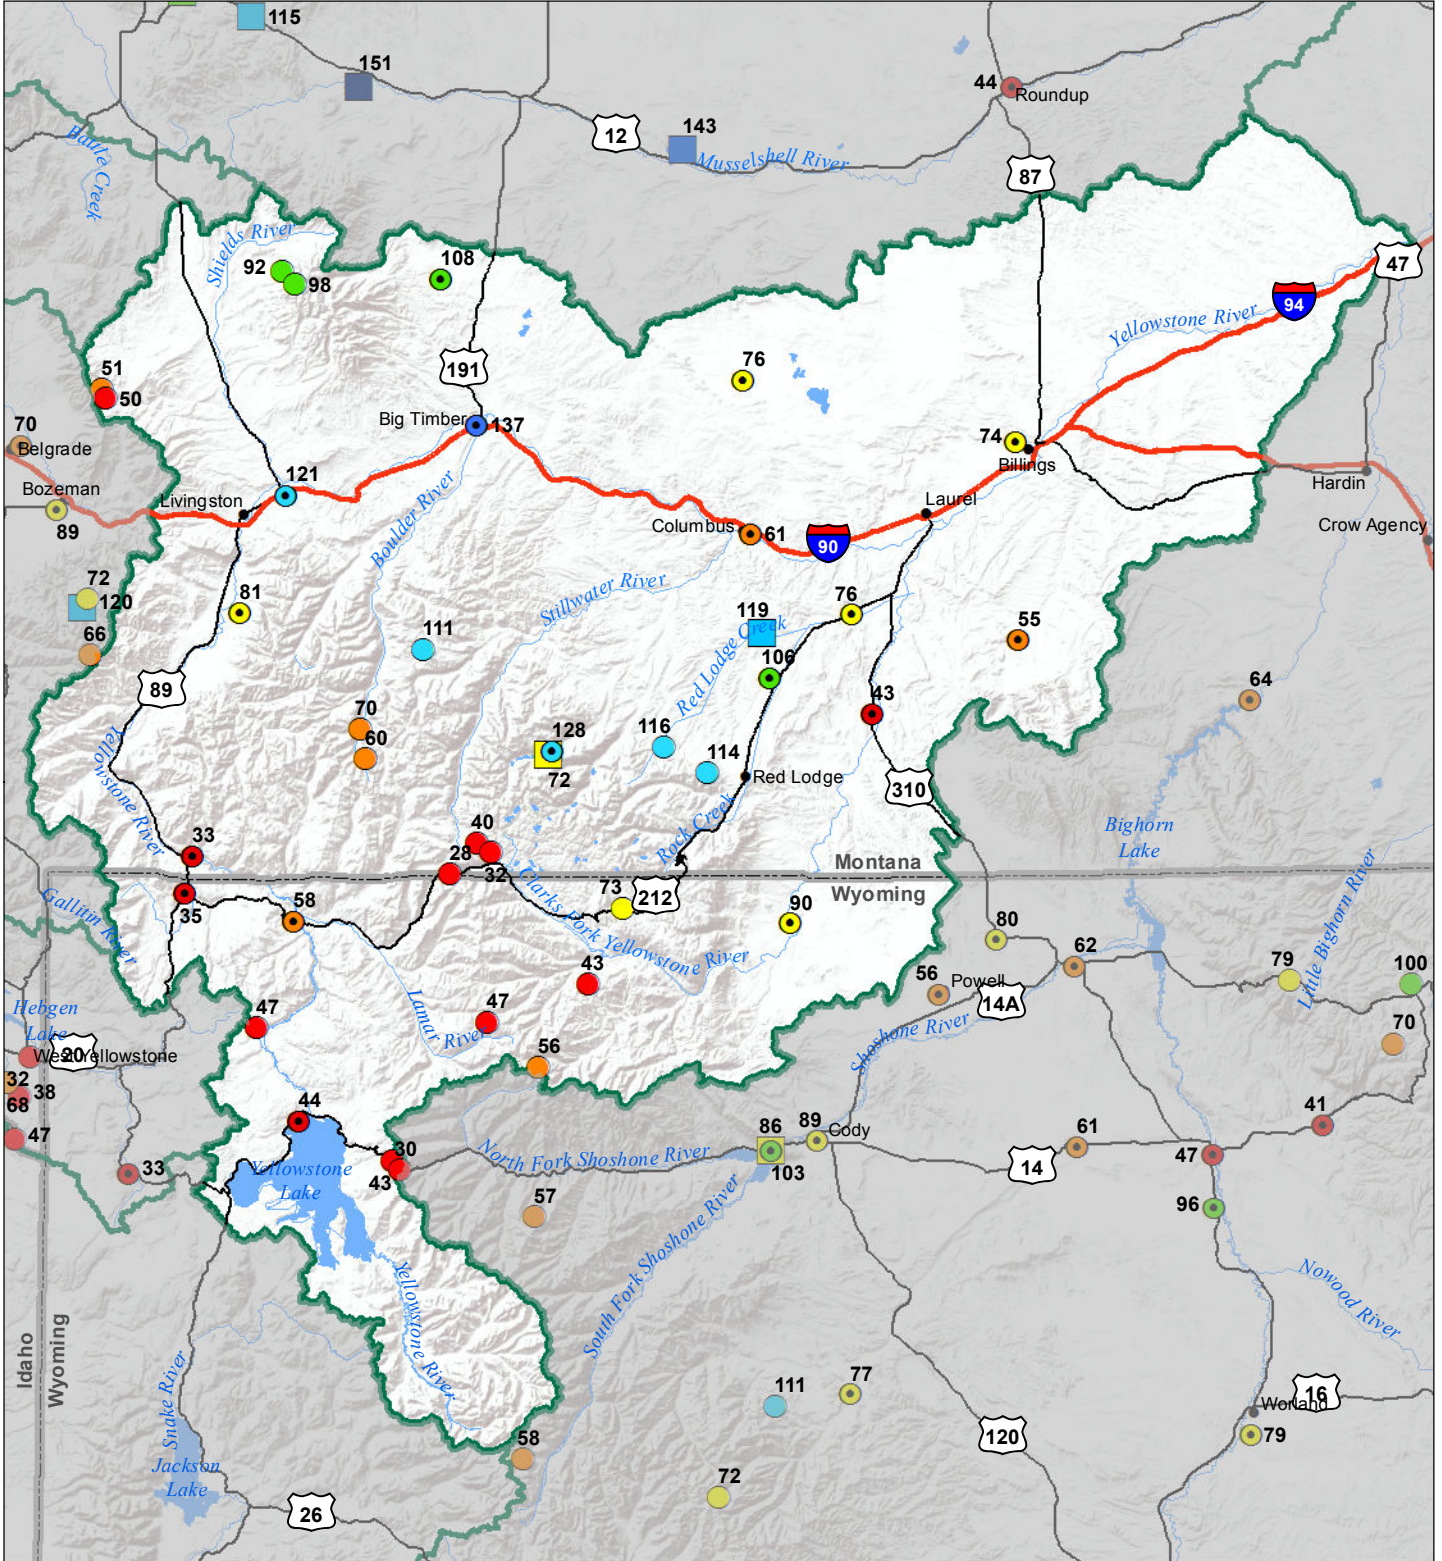 115
151
44
Roundup
12
143
Musselshell River
Battle Creek
87
Shields River
92
98
108
47
94
Yellowstone River
191
76
51
50
70
Belgrade
Big Timber
137
74
Billings
Bozeman
89
Livingston
121
Laurel
Hardin
Columbus
61
90
Crow Agency
Boulder River
Stillwater River
72
120
66
81
111
119
Red Lodge Creek
76
106
55
89
43
64
70
60
128
72
116
114
Red Lodge
310
Yellowstone River
Bighorn
Lake
33
40
28
32
Rock Creek
Montana
Wyoming
35
58
73
212
90
Clarks Fork Yellowstone River
Gallitin River
80
62
Little Bighorn River
56
Powell
14A
79
100
43
Hebgen
Lake
47
Lamar River
47
Shoshone River
70
20
West Yellowstone
56
32
38
68
47
44
30
43
41
86
89
Cody
103
61
14
47
North Fork Shoshone River
33
Yellowstone
Lake
57
96
South Fork Shoshone River
Yellowstone River
Nowood River
Idaho
Wyoming
Snake River
111
77
16
Worland
79
58
120
Jackson
Lake
72
26